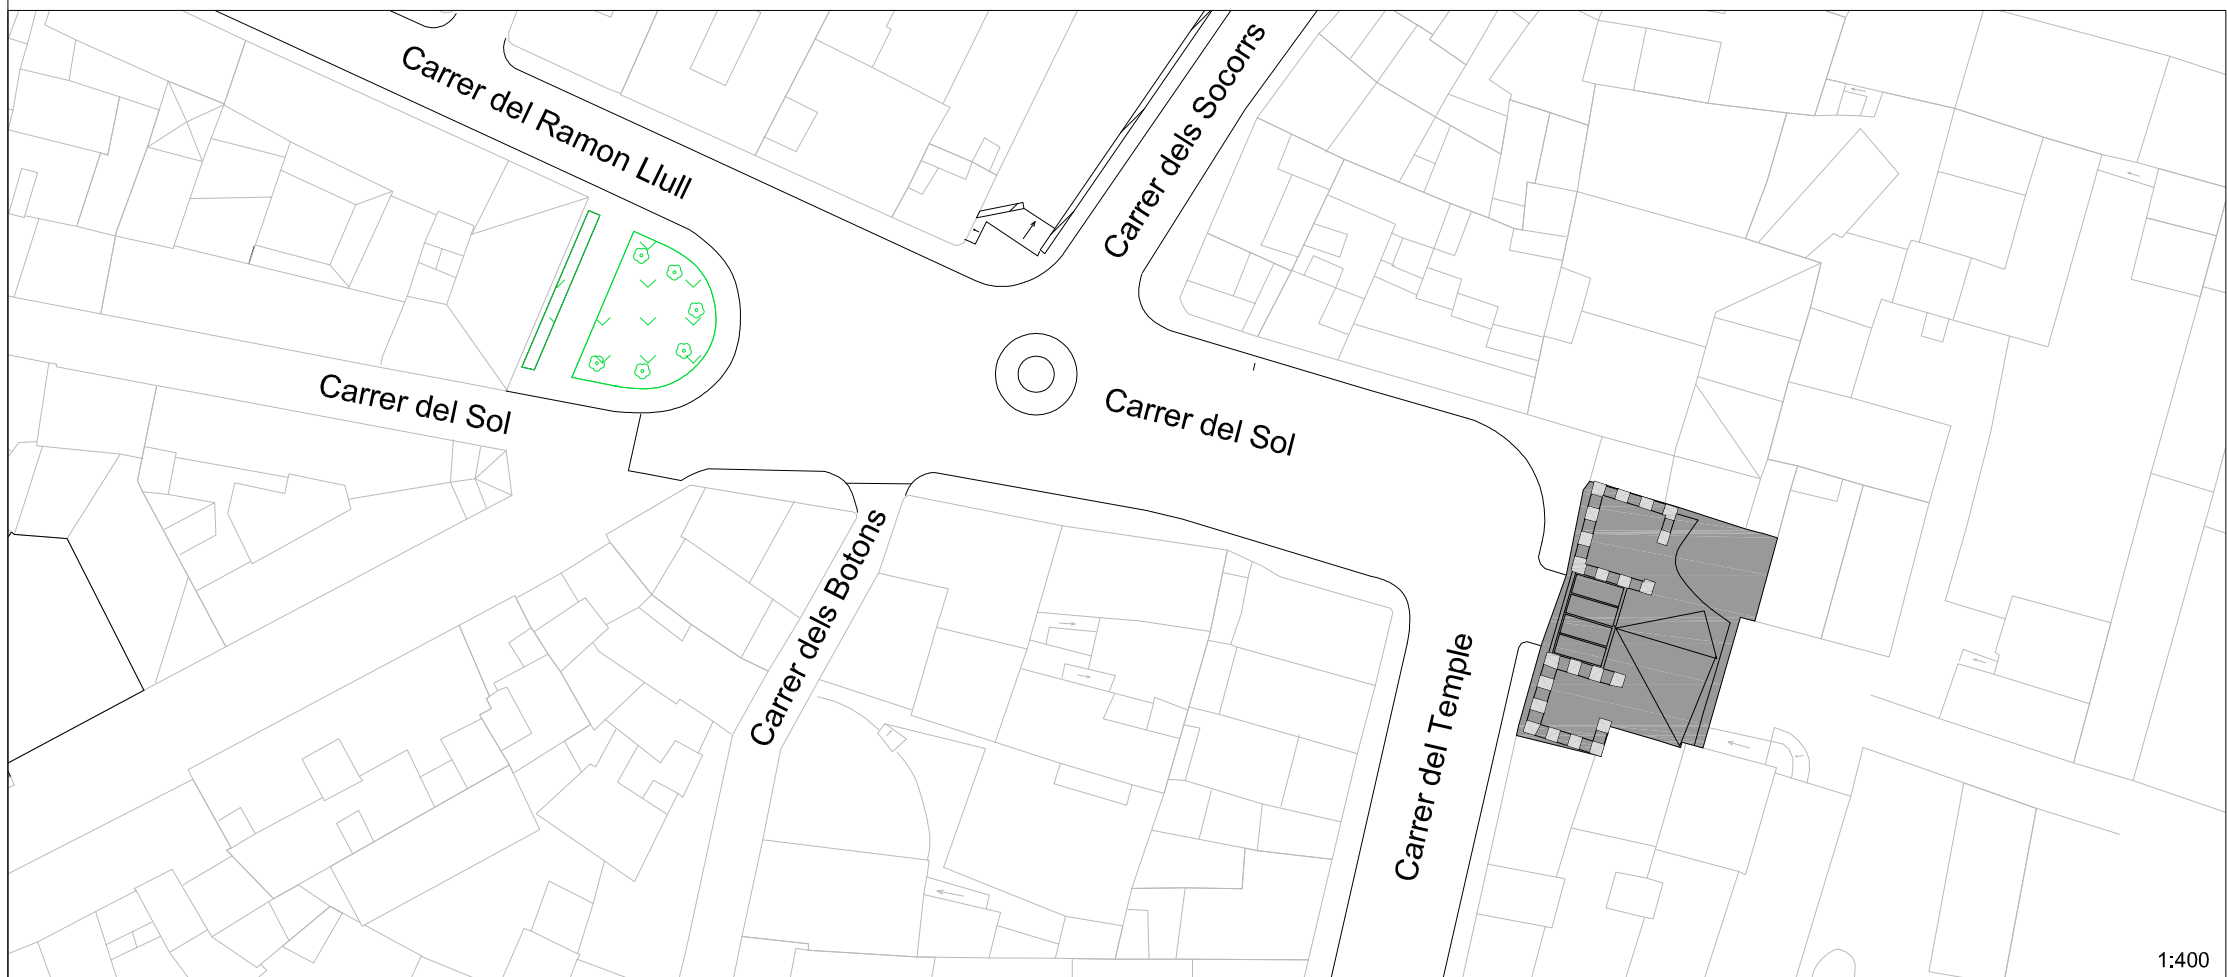 Carrer del Ramon Llull
Carrer dels Socorrs
Carrer del Sol
Carrer del Sol
Carrer dels Botons
Carrer del Temple
1:400